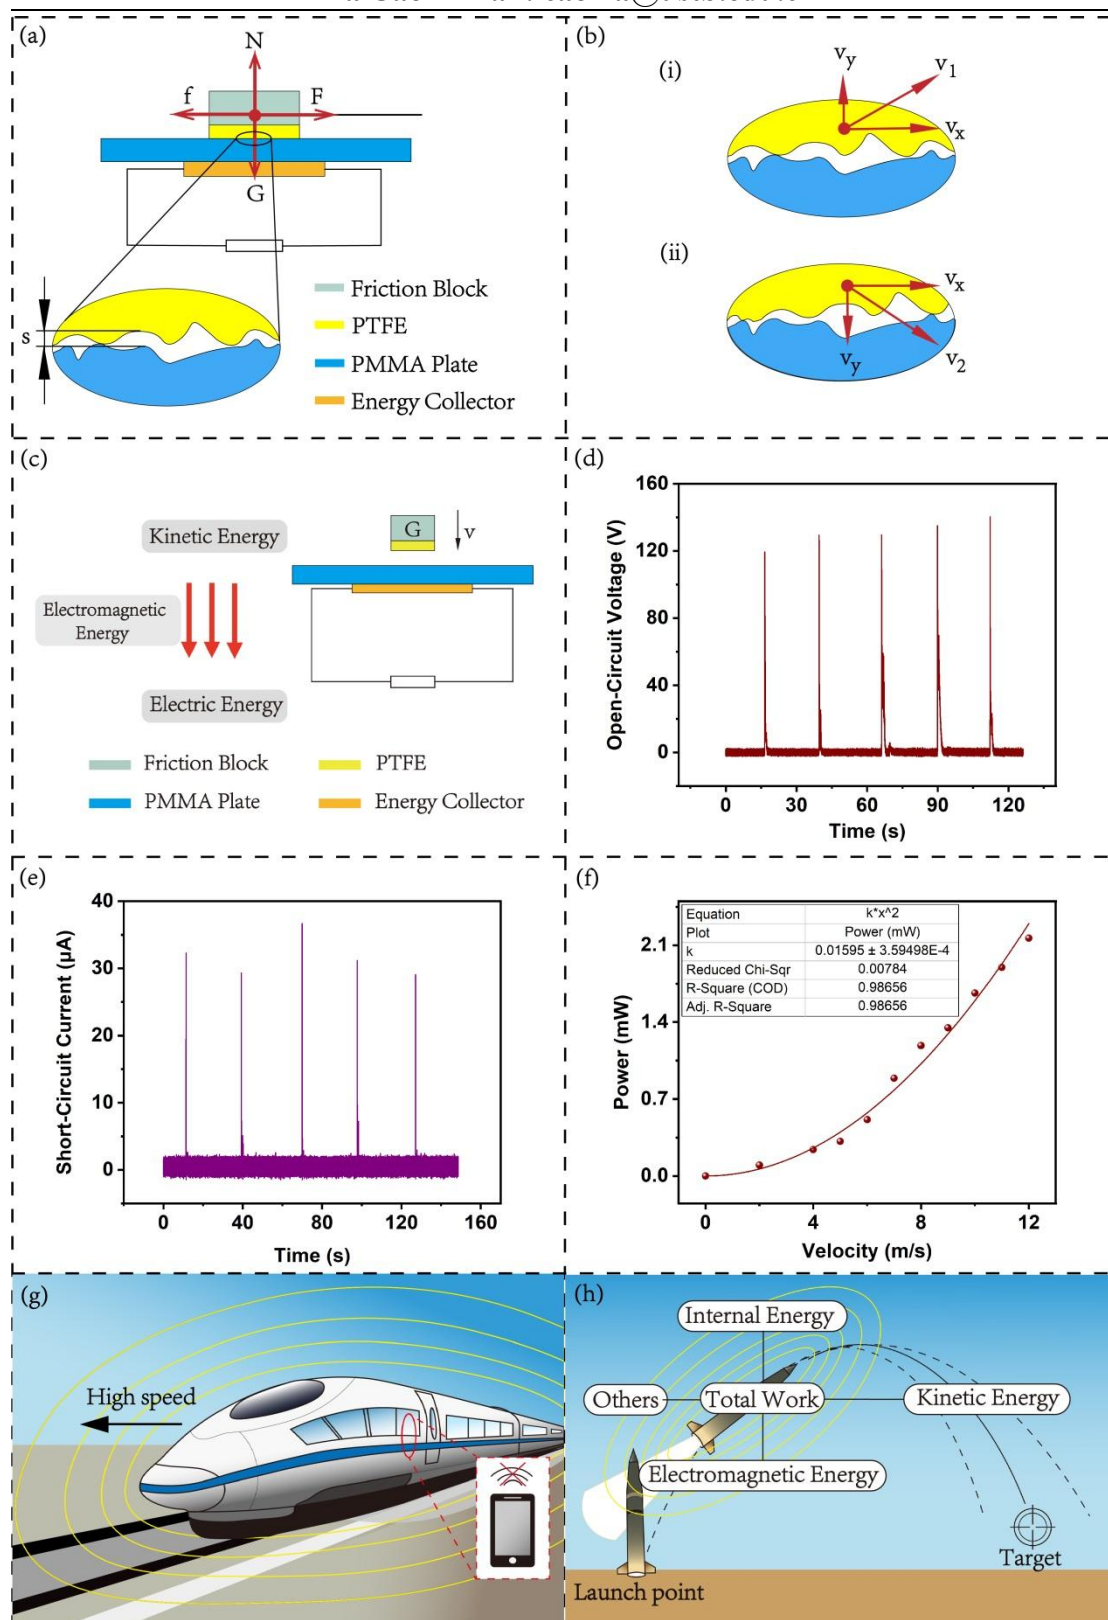 (a)
N
f
F
G
s
Friction Block
PTFE
PMMA Plate
Energy Collector
(b)
(i)
vy
v1
vx
(ii)
vx
vy
v2
(c)
Kinetic Energy
Electromagnetic
Energy
Electric Energy
G
v
Friction Block
PTFE
PMMA Plate
Energy Collector
(d)
Open-Circuit Voltage (V)
160
120
80
40
0
0 30 60 90 120
Time (s)
(e)
Short-Circuit Current (μA)
40
30
20
10
0
0 40 80 120 160
Time (s)
(f)
Power (mW)
2.1
1.4
0.7
0.0
Equation k*x^2
Plot Power (mW)
k 0.01595 ± 3.59498E-4
Reduced Chi-Sqr 0.00784
R-Square (COD) 0.98656
Adj. R-Square 0.98656
0 4 8 12
Velocity (m/s)
(g)
High speed
(h)
Internal Energy
Others
Total Work
Kinetic Energy
Electromagnetic Energy
Target
Launch point